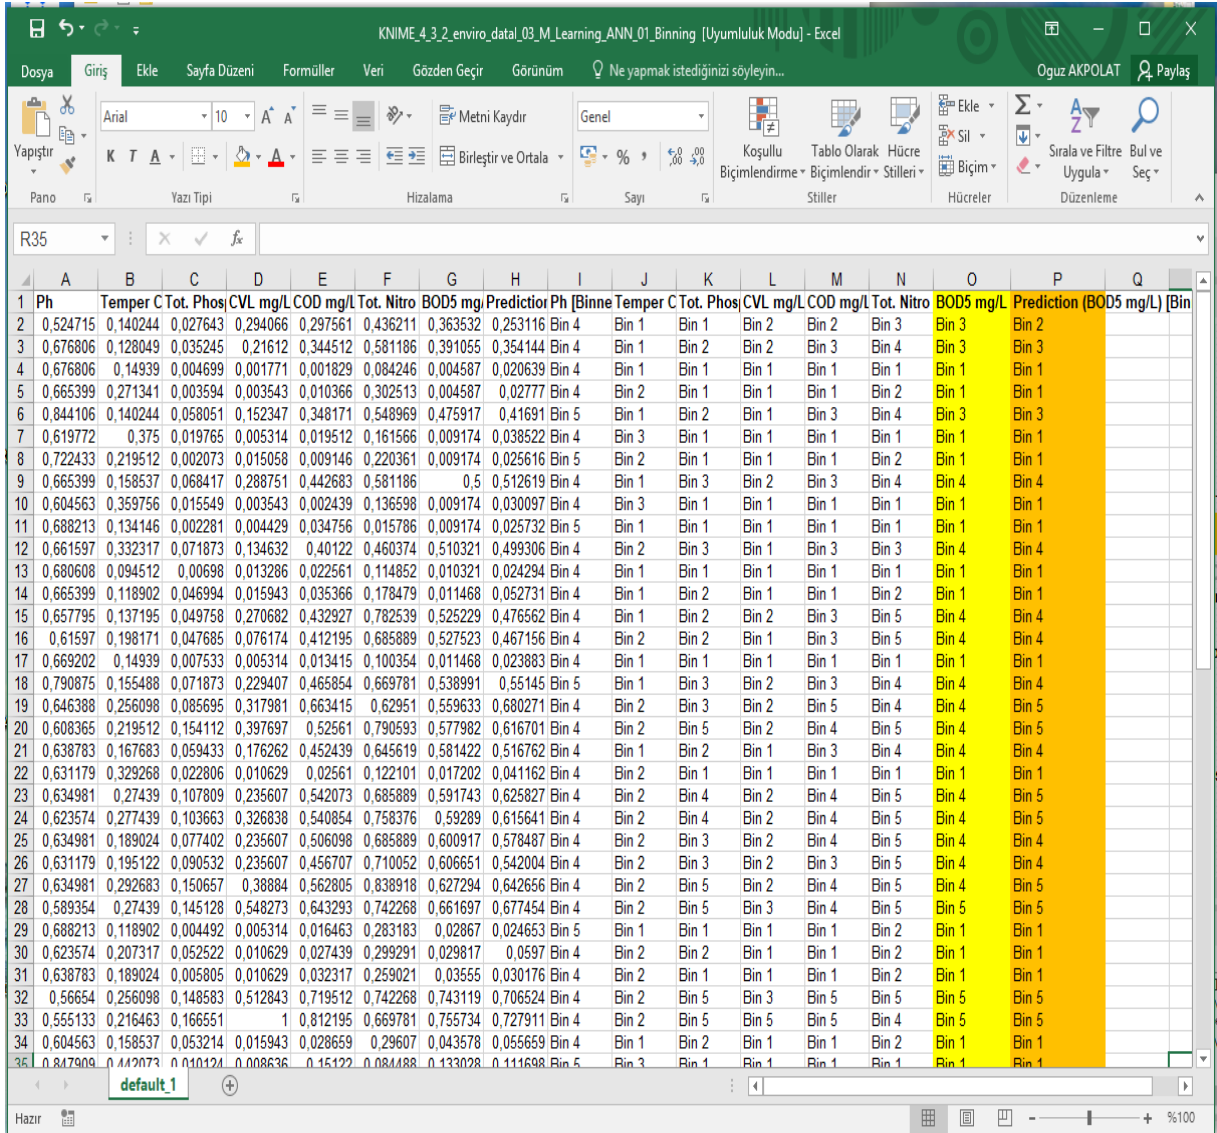 KNIME_4_3_2_enviro_datal_03_M_Learning_ANN_01_Binning [Uyumluluk Modu] - Excel
Dosya Giriş Ekle Sayfa Düzeni Formüller Veri Gözden Geçir Görünüm Ne yapmak istediğinizi söyleyin... Oguz AKPOLAT Paylaş
Yapıştır Arial 10 A A Metni Kaydır Genel Koşullu Biçimlendirme Tablo Olarak Biçimlendir Hücre Stilleri Ekle Sırala ve Filtre Uygula Bul ve Seç
K T A A Birleştir ve Ortala % Sil
Biçim
Pano Yazı Tipi Hizalama Sayı Stiller Hücreler Düzenleme
R35 fx
A B C D E F G H I J K L M N O P Q
1 Ph Temper C Tot. Phos CVL mg/L COD mg/L Tot. Nitro BOD5 mg/ Prediction Ph [Binne Temper C Tot. Phos CVL mg/L COD mg/L Tot. Nitro BOD5 mg/L Prediction (BOD5 mg/L) [Bin
2 0,524715 0,140244 0,027643 0,294066 0,297561 0,436211 0,363532 0,253116 Bin 4 Bin 1 Bin 1 Bin 2 Bin 2 Bin 3 Bin 3 Bin 2
3 0,676806 0,128049 0,035245 0,21612 0,344512 0,581186 0,391055 0,354144 Bin 4 Bin 1 Bin 2 Bin 2 Bin 3 Bin 4 Bin 3 Bin 3
4 0,676806 0,14939 0,004699 0,001771 0,001829 0,084246 0,004587 0,020639 Bin 4 Bin 1 Bin 1 Bin 1 Bin 1 Bin 1 Bin 1 Bin 1
5 0,665399 0,271341 0,003594 0,003543 0,010366 0,302513 0,004587 0,02777 Bin 4 Bin 2 Bin 1 Bin 1 Bin 1 Bin 2 Bin 1 Bin 1
6 0,844106 0,140244 0,058051 0,152347 0,348171 0,548969 0,475917 0,41691 Bin 5 Bin 1 Bin 2 Bin 1 Bin 3 Bin 4 Bin 3 Bin 3
7 0,619772 0,375 0,019765 0,005314 0,019512 0,161566 0,009174 0,038522 Bin 4 Bin 3 Bin 1 Bin 1 Bin 1 Bin 1 Bin 1 Bin 1
8 0,722433 0,219512 0,002073 0,015058 0,009146 0,220361 0,009174 0,025616 Bin 5 Bin 2 Bin 1 Bin 1 Bin 1 Bin 2 Bin 1 Bin 1
9 0,665399 0,158537 0,068417 0,288751 0,442683 0,581186 0,5 0,512619 Bin 4 Bin 1 Bin 3 Bin 2 Bin 3 Bin 4 Bin 4 Bin 4
10 0,604563 0,359756 0,015549 0,003543 0,002439 0,136598 0,009174 0,030097 Bin 4 Bin 3 Bin 1 Bin 1 Bin 1 Bin 1 Bin 1 Bin 1
11 0,688213 0,134146 0,002281 0,004429 0,034756 0,015786 0,009174 0,025732 Bin 5 Bin 1 Bin 1 Bin 1 Bin 1 Bin 1 Bin 1 Bin 1
12 0,661597 0,332317 0,071873 0,134632 0,40122 0,460374 0,510321 0,499306 Bin 4 Bin 2 Bin 3 Bin 1 Bin 3 Bin 3 Bin 4 Bin 4
13 0,680608 0,094512 0,00698 0,013286 0,022561 0,114852 0,010321 0,024294 Bin 4 Bin 1 Bin 1 Bin 1 Bin 1 Bin 1 Bin 1 Bin 1
14 0,665399 0,118902 0,046994 0,015943 0,035366 0,178479 0,011468 0,052731 Bin 4 Bin 1 Bin 2 Bin 1 Bin 1 Bin 2 Bin 1 Bin 1
15 0,657795 0,137195 0,049758 0,270682 0,432927 0,782539 0,525229 0,476562 Bin 4 Bin 1 Bin 2 Bin 2 Bin 3 Bin 5 Bin 4 Bin 4
16 0,61597 0,198171 0,047685 0,076174 0,412195 0,685889 0,527523 0,467156 Bin 4 Bin 2 Bin 2 Bin 1 Bin 3 Bin 5 Bin 4 Bin 4
17 0,669202 0,14939 0,007533 0,005314 0,013415 0,100354 0,011468 0,023883 Bin 4 Bin 1 Bin 1 Bin 1 Bin 1 Bin 1 Bin 1 Bin 1
18 0,790875 0,155488 0,071873 0,229407 0,465854 0,669781 0,538991 0,55145 Bin 5 Bin 1 Bin 3 Bin 2 Bin 3 Bin 4 Bin 4 Bin 4
19 0,646388 0,256098 0,085695 0,317981 0,663415 0,62951 0,559633 0,680271 Bin 4 Bin 2 Bin 3 Bin 2 Bin 5 Bin 4 Bin 4 Bin 5
20 0,608365 0,219512 0,154112 0,397697 0,52561 0,790593 0,577982 0,616701 Bin 4 Bin 2 Bin 5 Bin 2 Bin 4 Bin 5 Bin 4 Bin 5
21 0,638783 0,167683 0,059433 0,176262 0,452439 0,645619 0,581422 0,516762 Bin 4 Bin 1 Bin 2 Bin 1 Bin 3 Bin 4 Bin 4 Bin 4
22 0,631179 0,329268 0,022806 0,010629 0,02561 0,122101 0,017202 0,041162 Bin 4 Bin 2 Bin 1 Bin 1 Bin 1 Bin 1 Bin 1 Bin 1
23 0,634981 0,27439 0,107809 0,235607 0,542073 0,685889 0,591743 0,625827 Bin 4 Bin 2 Bin 4 Bin 2 Bin 4 Bin 5 Bin 4 Bin 5
24 0,623574 0,277439 0,103663 0,326838 0,540854 0,758376 0,59289 0,615641 Bin 4 Bin 2 Bin 4 Bin 2 Bin 4 Bin 5 Bin 4 Bin 5
25 0,634981 0,189024 0,077402 0,235607 0,506098 0,685889 0,600917 0,578487 Bin 4 Bin 2 Bin 3 Bin 2 Bin 4 Bin 5 Bin 4 Bin 4
26 0,631179 0,195122 0,090532 0,235607 0,456707 0,710052 0,606651 0,542004 Bin 4 Bin 2 Bin 3 Bin 2 Bin 3 Bin 5 Bin 4 Bin 4
27 0,634981 0,292683 0,150657 0,38884 0,562805 0,838918 0,627294 0,642656 Bin 4 Bin 2 Bin 5 Bin 2 Bin 4 Bin 5 Bin 4 Bin 5
28 0,589354 0,27439 0,145128 0,548273 0,643293 0,742268 0,661697 0,677454 Bin 4 Bin 2 Bin 5 Bin 3 Bin 4 Bin 5 Bin 5 Bin 5
29 0,688213 0,118902 0,004492 0,005314 0,016463 0,283183 0,02867 0,024653 Bin 5 Bin 1 Bin 1 Bin 1 Bin 1 Bin 2 Bin 1 Bin 1
30 0,623574 0,207317 0,052522 0,010629 0,027439 0,299291 0,029817 0,0597 Bin 4 Bin 2 Bin 2 Bin 1 Bin 1 Bin 2 Bin 1 Bin 1
31 0,638783 0,189024 0,005805 0,010629 0,032317 0,259021 0,03555 0,030176 Bin 4 Bin 2 Bin 1 Bin 1 Bin 1 Bin 2 Bin 1 Bin 1
32 0,56654 0,256098 0,148583 0,512843 0,719512 0,742268 0,743119 0,706524 Bin 4 Bin 2 Bin 5 Bin 3 Bin 5 Bin 5 Bin 5 Bin 5
33 0,555133 0,216463 0,166551 1 0,812195 0,669781 0,755734 0,727911 Bin 4 Bin 2 Bin 5 Bin 5 Bin 5 Bin 4 Bin 5 Bin 5
34 0,604563 0,158537 0,053214 0,015943 0,028659 0,29607 0,043578 0,055659 Bin 4 Bin 1 Bin 2 Bin 1 Bin 1 Bin 2 Bin 1 Bin 1
35 0,847909 0,442073 0,010124 0,008636 0,15122 0,084488 0,133028 0,111698 Bin 5 Bin 3 Bin 1 Bin 1 Bin 1 Bin 1 Bin 1 Bin 1
default_1
Hazır %100